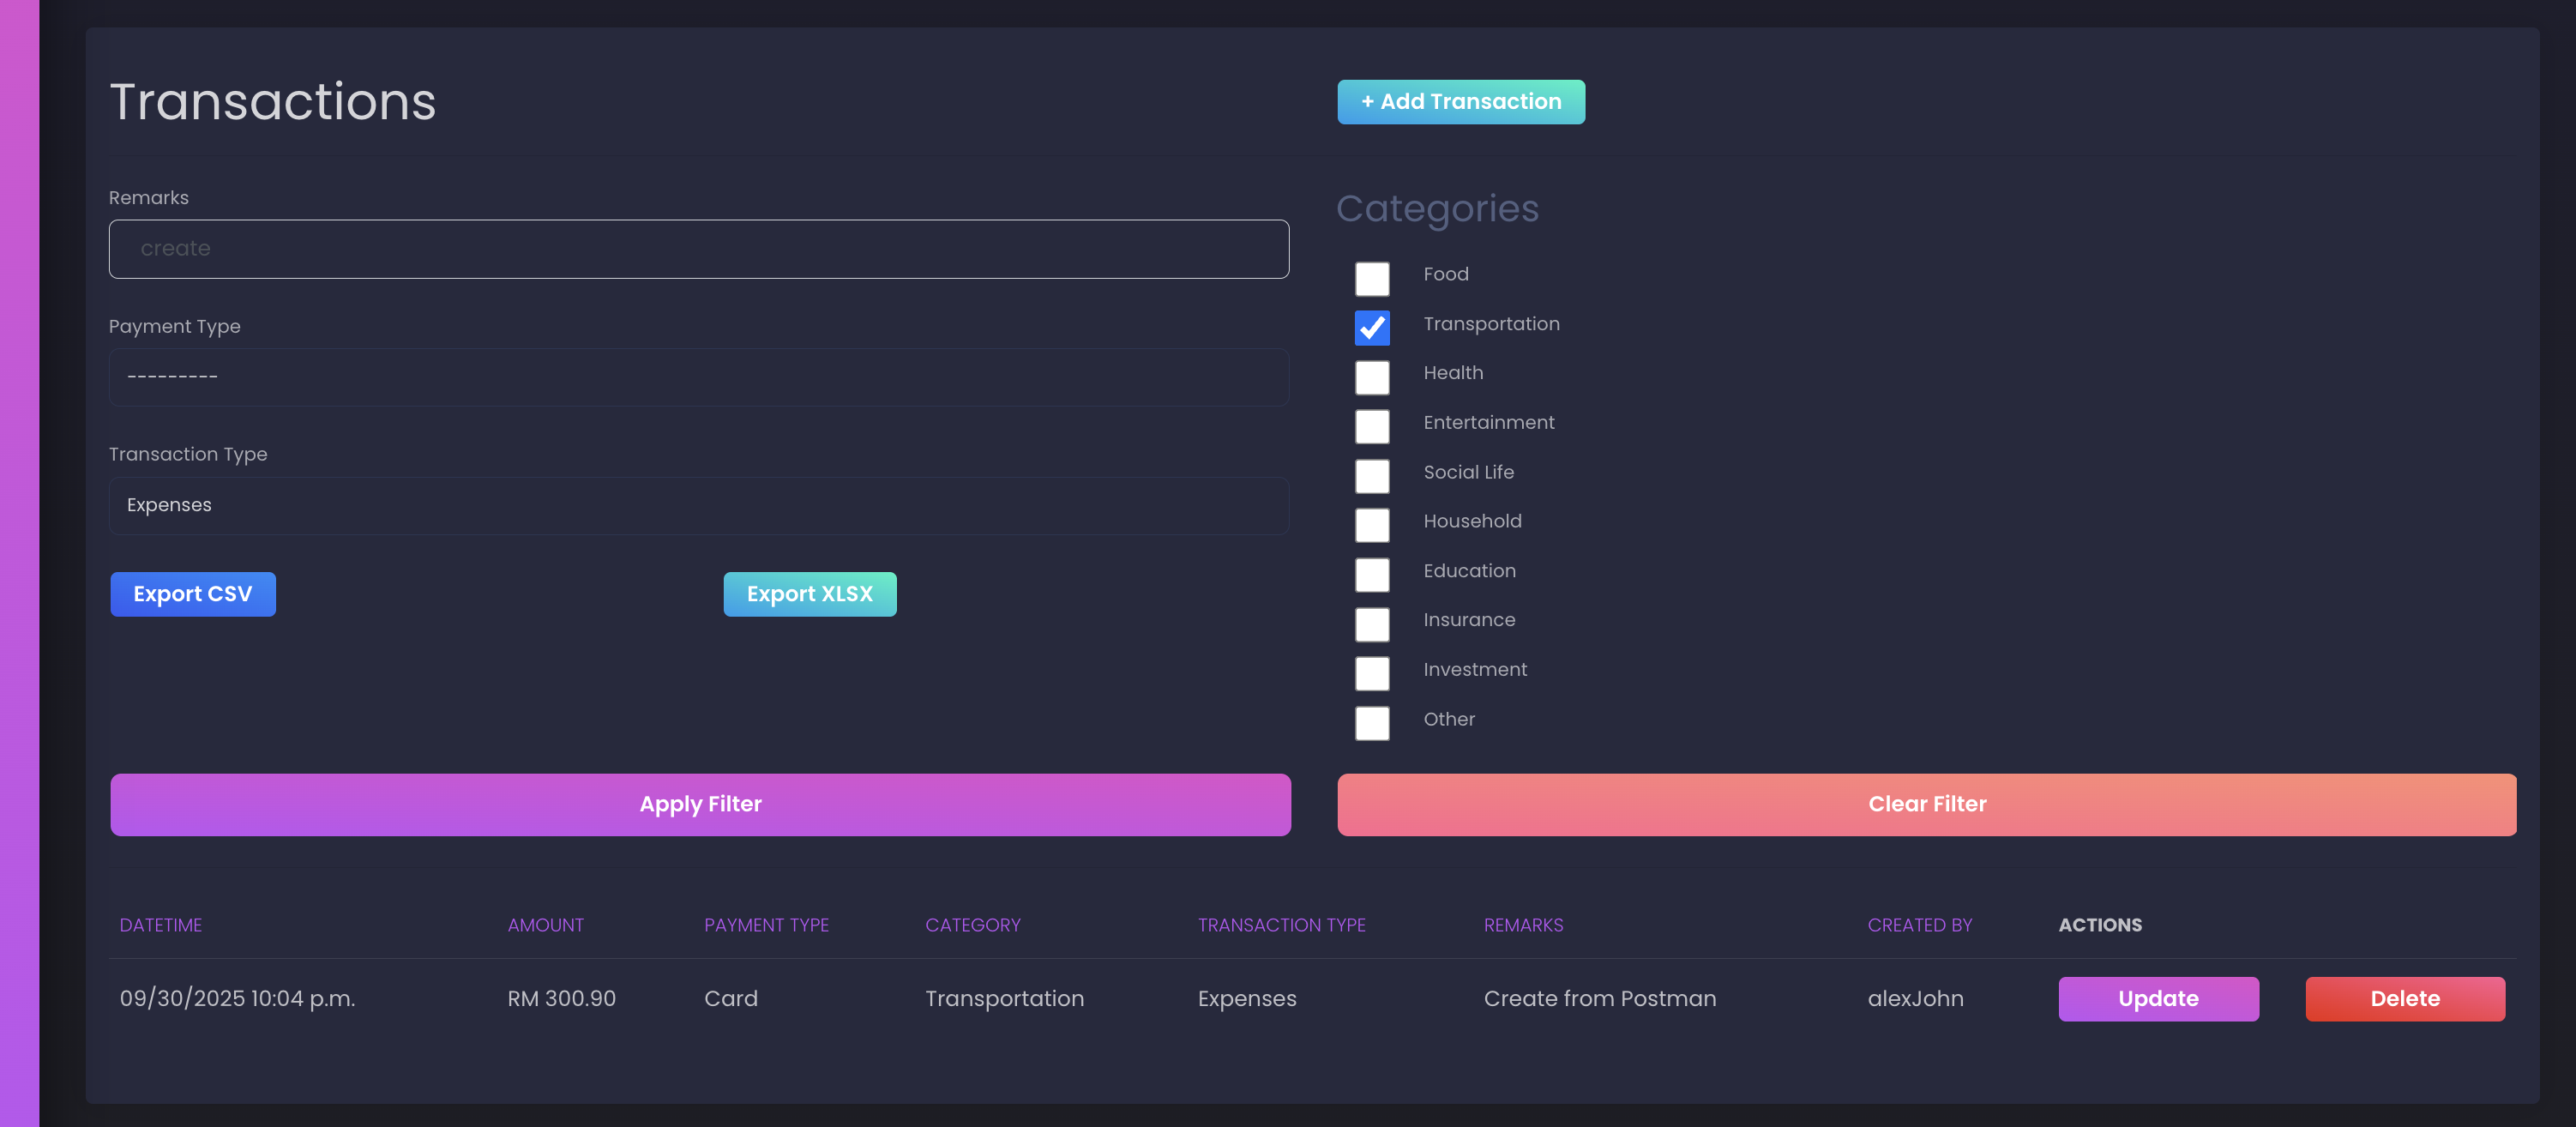 Transactions
+ Add Transaction
Remarks
create
Payment Type
---------
Transaction Type
Expenses
Export CSV
Export XLSX
Categories
Food
Transportation
Health
Entertainment
Social Life
Household
Education
Insurance
Investment
Other
Apply Filter
Clear Filter
DATETIME AMOUNT PAYMENT TYPE CATEGORY TRANSACTION TYPE REMARKS CREATED BY ACTIONS
09/30/2025 10:04 p.m. RM 300.90 Card Transportation Expenses Create from Postman alexJohn Update Delete